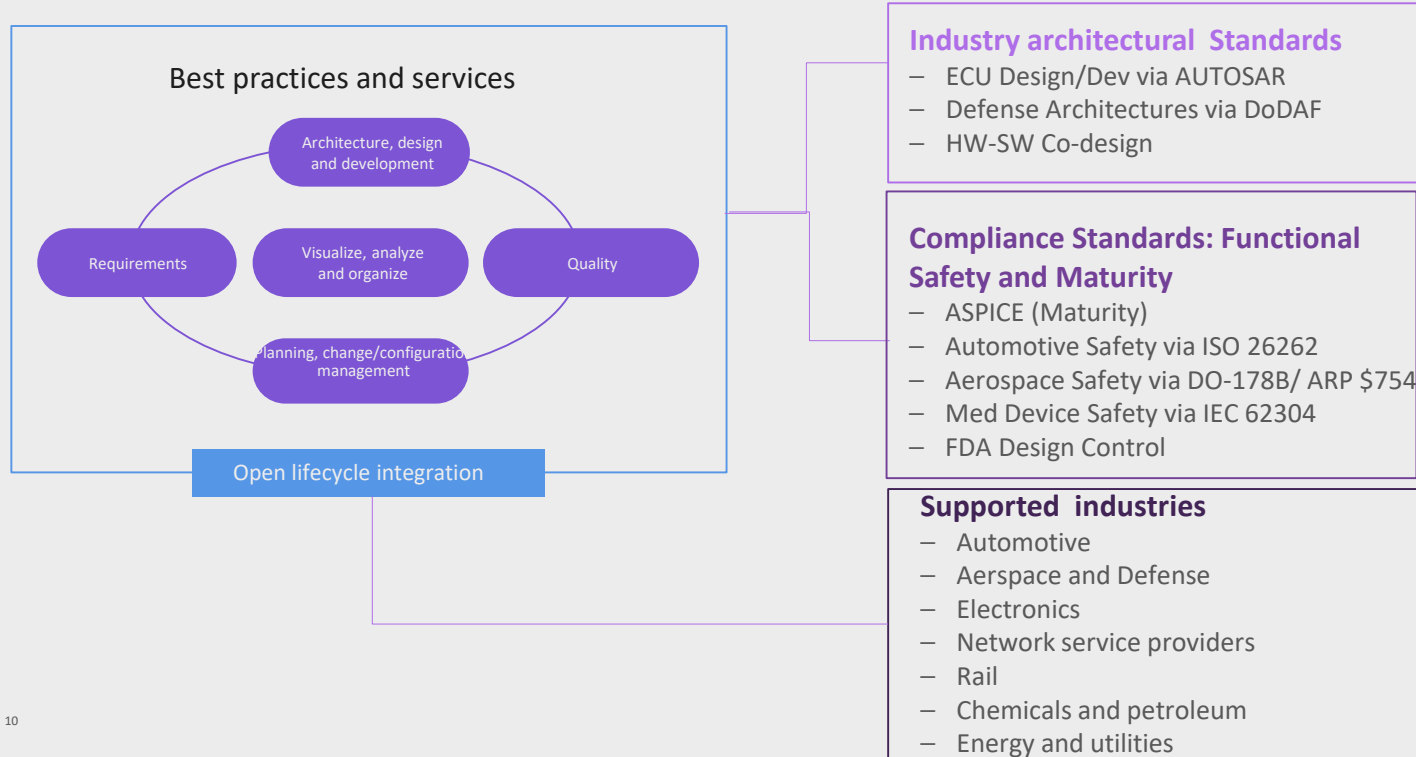 Best practices and services
Architecture, design
and development
Requirements
Visualize, analyze
and organize
Quality
Planning, change/configuratio
management
Open lifecycle integration
Industry architectural  Standards
– ECU Design/Dev via AUTOSAR
– Defense Architectures via DoDAF
– HW-SW Co-design
Compliance Standards: Functional
Safety and Maturity
– ASPICE (Maturity)
– Automotive Safety via ISO 26262
– Aerospace Safety via DO-178B/ ARP $754
– Med Device Safety via IEC 62304
– FDA Design Control
Supported  industries
– Automotive
– Aerspace and Defense
– Electronics
– Network service providers
– Rail
– Chemicals and petroleum
– Energy and utilities
10